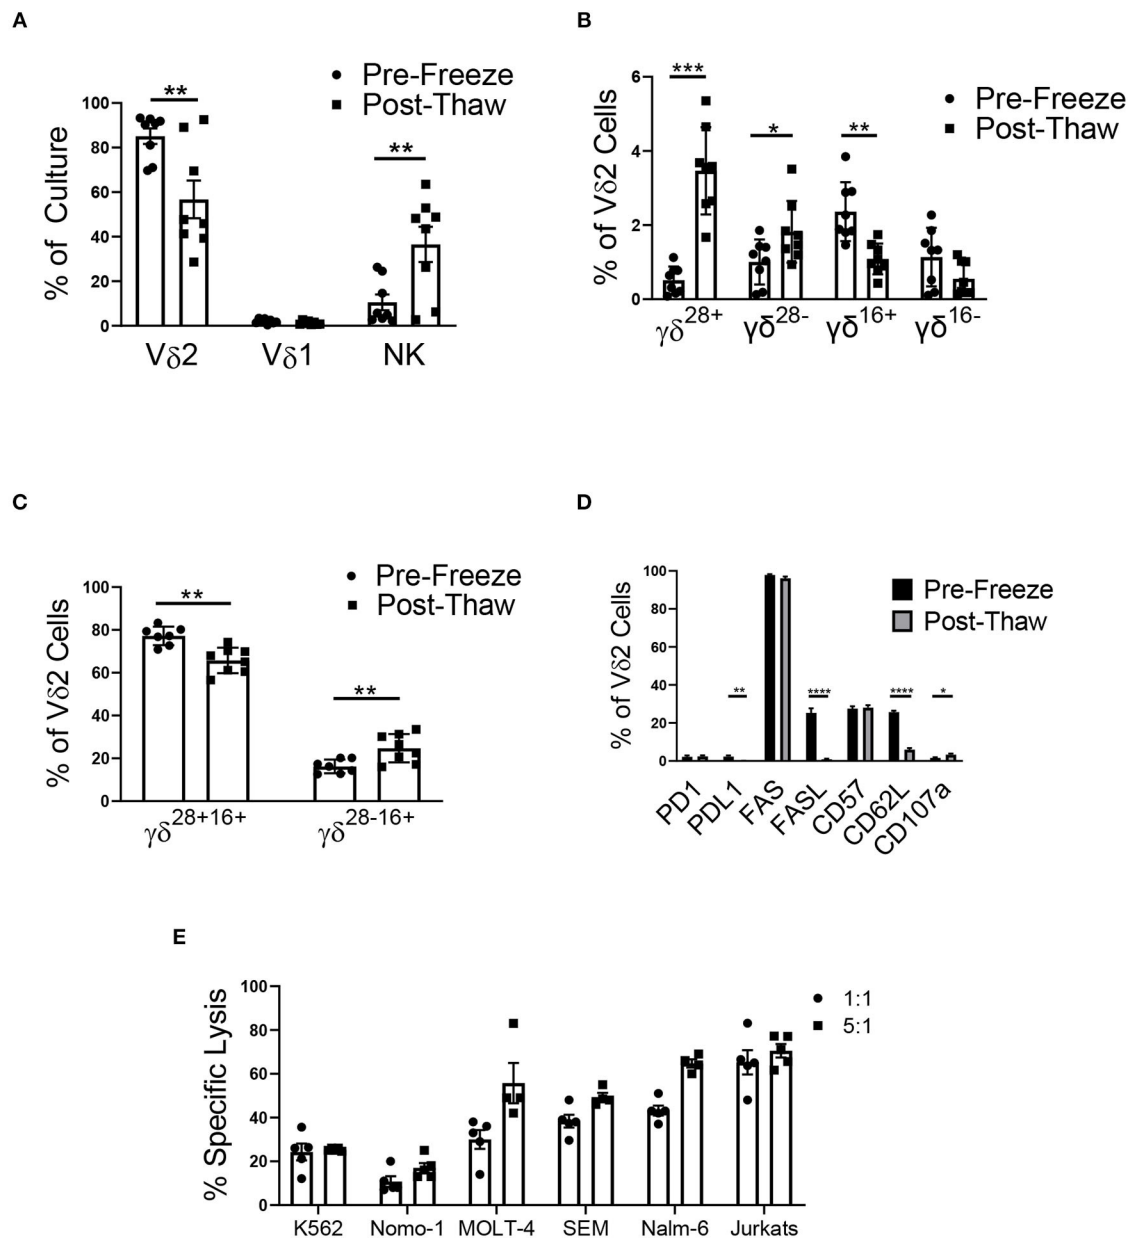 A
● Pre-Freeze
■ Post-Thaw
% of Culture
100
80
60
40
20
0
**
**
Vδ2
Vδ1
NK
B
● Pre-Freeze
■ Post-Thaw
% of Vδ2 Cells
6
4
2
0
***
*
**
γδ28+
γδ28-
γδ16+
γδ16-
C
● Pre-Freeze
■ Post-Thaw
% of Vδ2 Cells
100
80
60
40
20
0
**
**
γδ28+16+
γδ28-16+
D
Pre-Freeze
Post-Thaw
% of Vδ2 Cells
100
80
60
40
20
0
**
****
****
*
PD1
PDL1
FAS
FASL
CD57
CD62L
CD107a
E
● 1:1
■ 5:1
% Specific Lysis
100
80
60
40
20
0
K562
Nomo-1
MOLT-4
SEM
Nalm-6
Jurkats